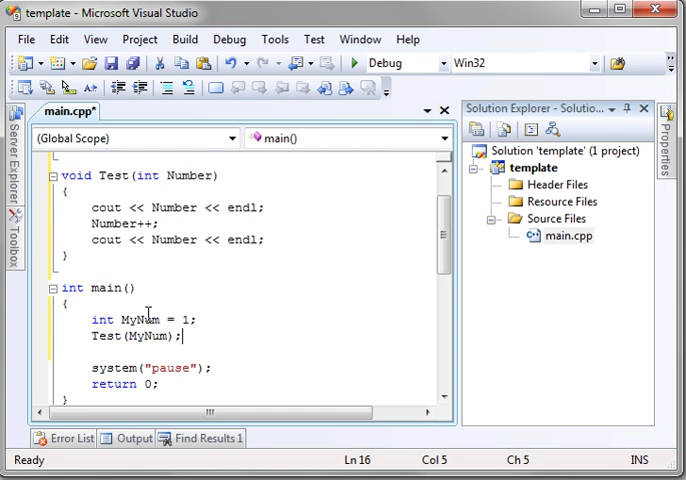 template - Microsoft Visual Studio
File Edit View Project Build Debug Tools Test Window Help
Debug Win32
main.cpp*
Solution Explorer - Solutio...
(Global Scope) main()
Solution 'template' (1 project)
template
Header Files
Resource Files
Source Files
main.cpp
void Test(int Number)
{
cout << Number << endl;
Number++;
cout << Number << endl;
}
int main()
{
int MyNum = 1;
Test(MyNum);
system("pause");
return 0;
}
Server Explorer
Toolbox
Properties
Error List Output Find Results 1
Ready Ln 16 Col 5 Ch 5 INS